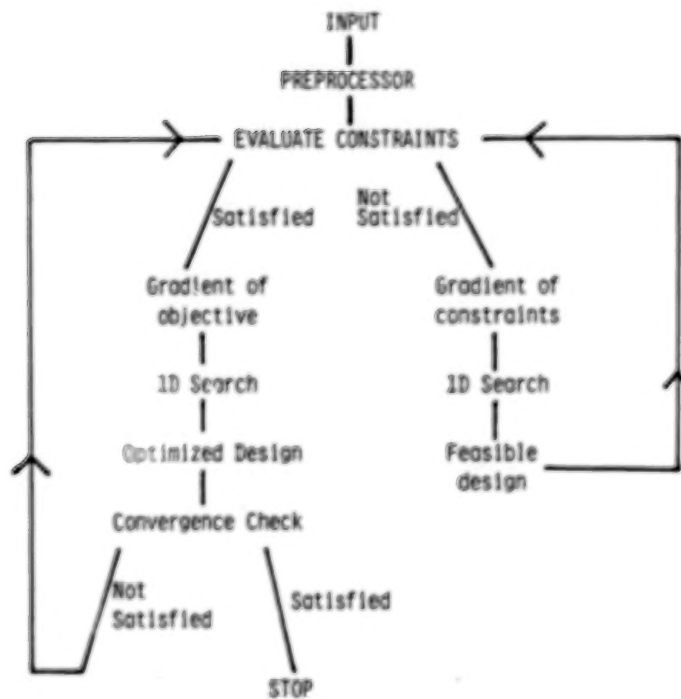 INPUT
PREPROCESSOR
EVALUATE CONSTRAINTS
Satisfied
Not
Satisfied
Gradient of
objective
Gradient of
constraints
1D Search
1D Search
Optimized Design
Feasible
design
Convergence Check
Not
Satisfied
Satisfied
STOP